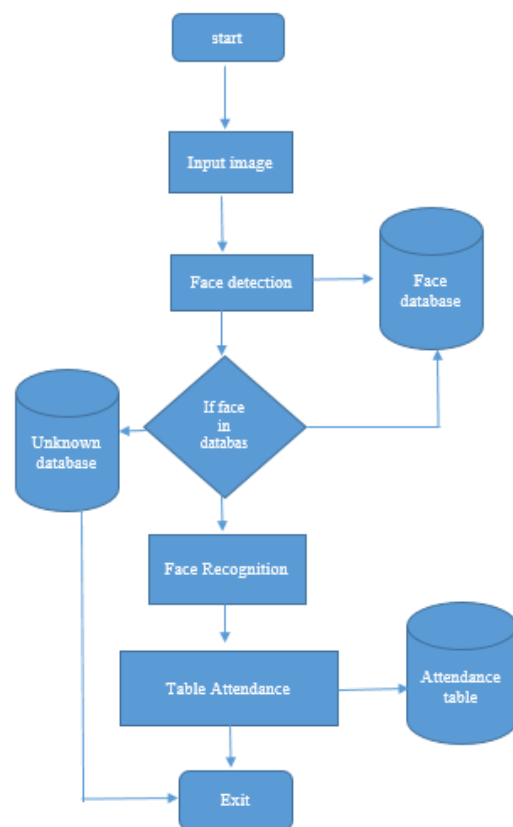 start
Input image
Face detection
Face
database
If face
in
databas
Unknown
database
Face Recognition
Table Attendance
Attendance
table
Exit